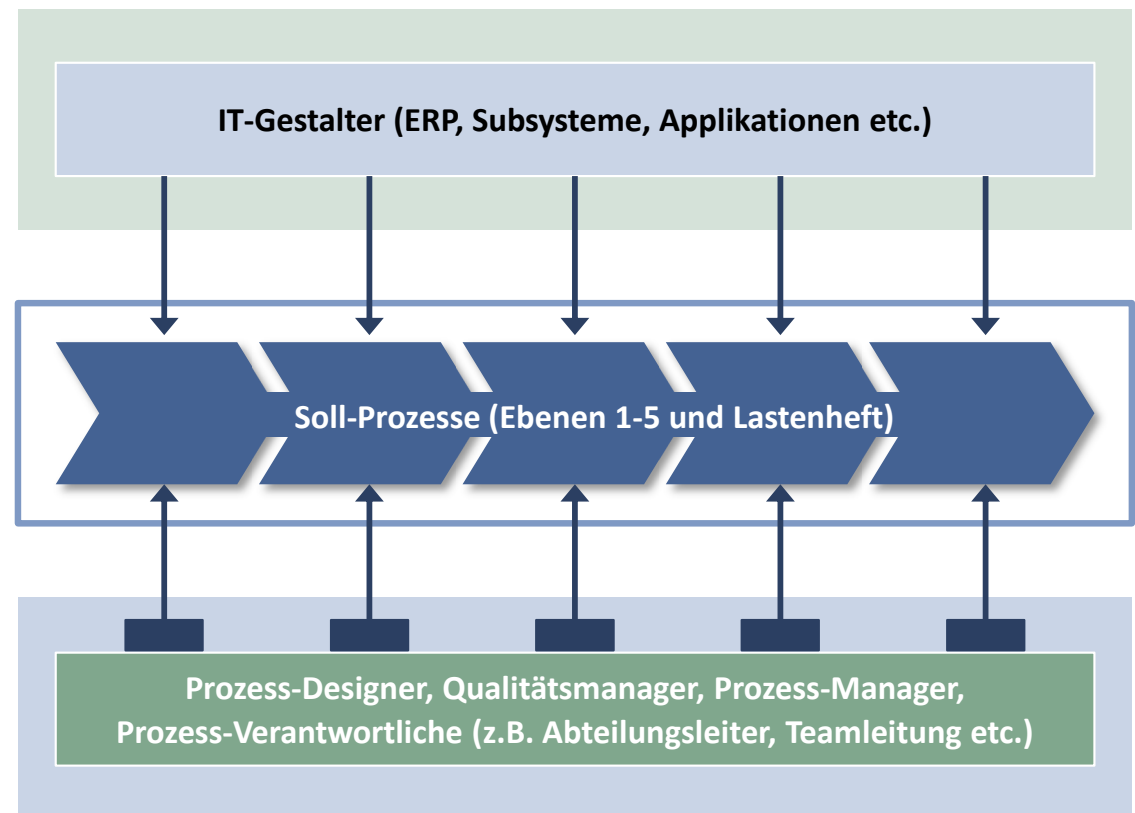 IT-Gestalter (ERP, Subsysteme, Applikationen etc.)
Soll-Prozesse (Ebenen 1-5 und Lastenheft)
Prozess-Designer, Qualitätsmanager, Prozess-Manager,
Prozess-Verantwortliche (z.B. Abteilungsleiter, Teamleitung etc.)